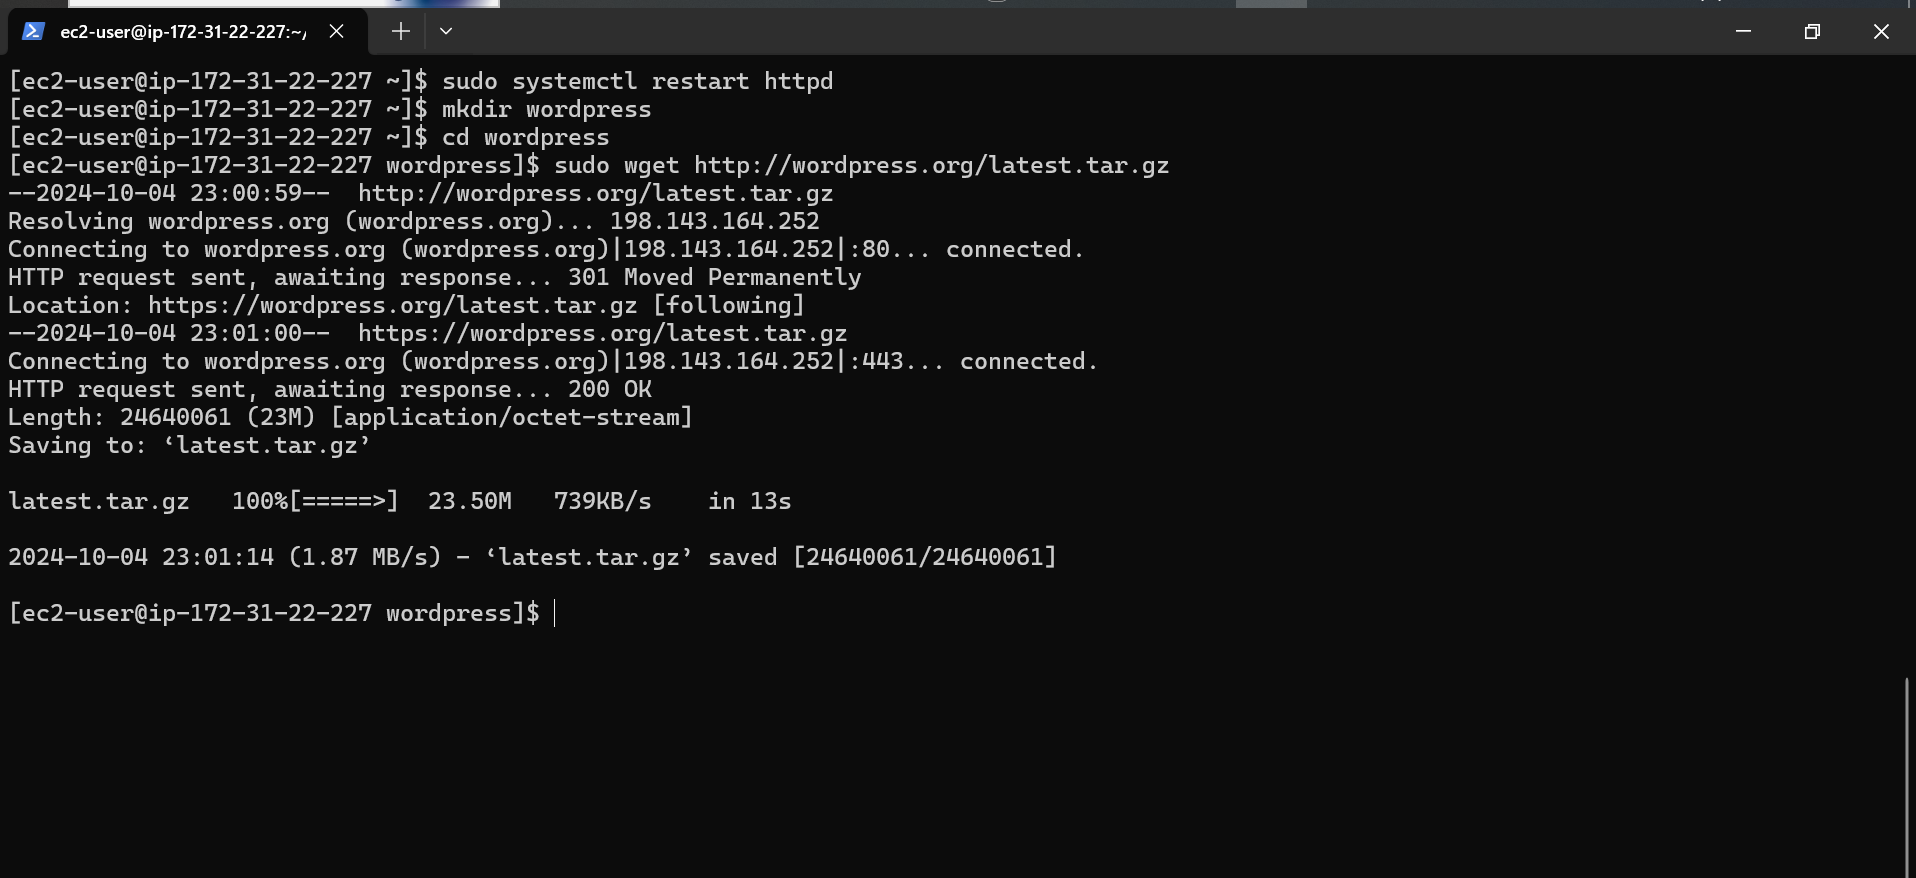 ec2-user@ip-172-31-22-227:~/
[ec2-user@ip-172-31-22-227 ~]$ sudo systemctl restart httpd
[ec2-user@ip-172-31-22-227 ~]$ mkdir wordpress
[ec2-user@ip-172-31-22-227 ~]$ cd wordpress
[ec2-user@ip-172-31-22-227 wordpress]$ sudo wget http://wordpress.org/latest.tar.gz
--2024-10-04 23:00:59--  http://wordpress.org/latest.tar.gz
Resolving wordpress.org (wordpress.org)... 198.143.164.252
Connecting to wordpress.org (wordpress.org)|198.143.164.252|:80... connected.
HTTP request sent, awaiting response... 301 Moved Permanently
Location: https://wordpress.org/latest.tar.gz [following]
--2024-10-04 23:01:00--  https://wordpress.org/latest.tar.gz
Connecting to wordpress.org (wordpress.org)|198.143.164.252|:443... connected.
HTTP request sent, awaiting response... 200 OK
Length: 24640061 (23M) [application/octet-stream]
Saving to: ‘latest.tar.gz’
latest.tar.gz   100%[=====>]  23.50M   739KB/s    in 13s
2024-10-04 23:01:14 (1.87 MB/s) - ‘latest.tar.gz’ saved [24640061/24640061]
[ec2-user@ip-172-31-22-227 wordpress]$